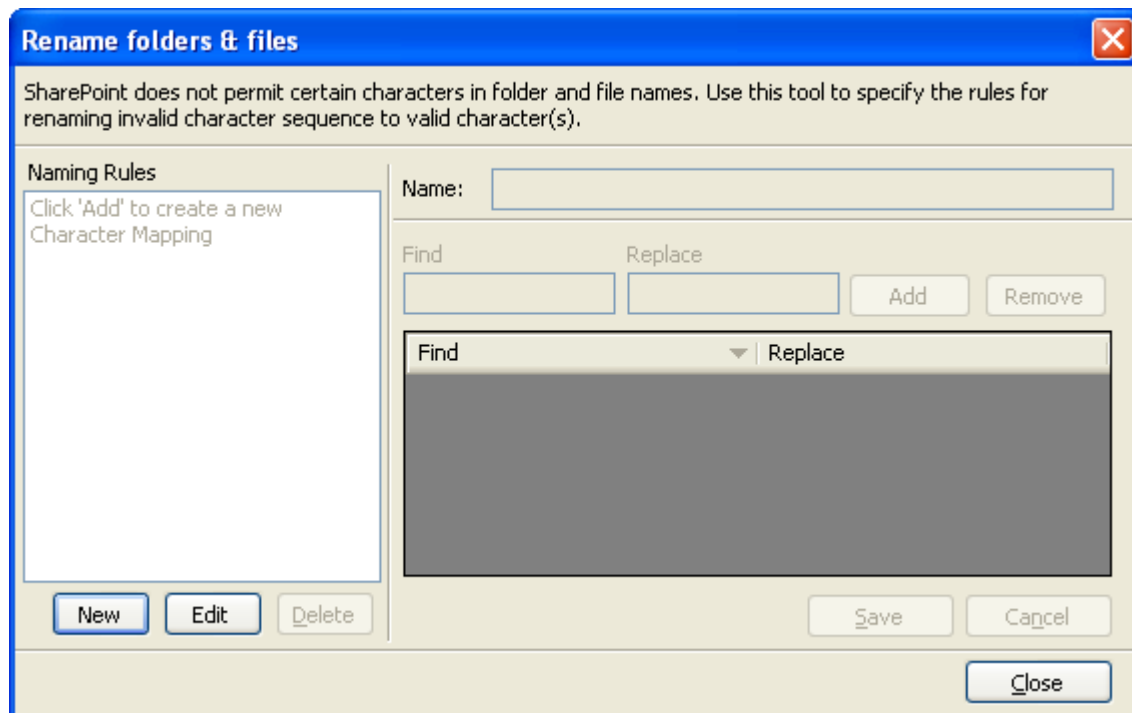 Rename folders & files
SharePoint does not permit certain characters in folder and file names. Use this tool to specify the rules for
renaming invalid character sequence to valid character(s).
Naming Rules
Click 'Add' to create a new
Character Mapping
New Edit Delete
Name:
Find Replace
Add Remove
Find Replace
Save Cancel
Close